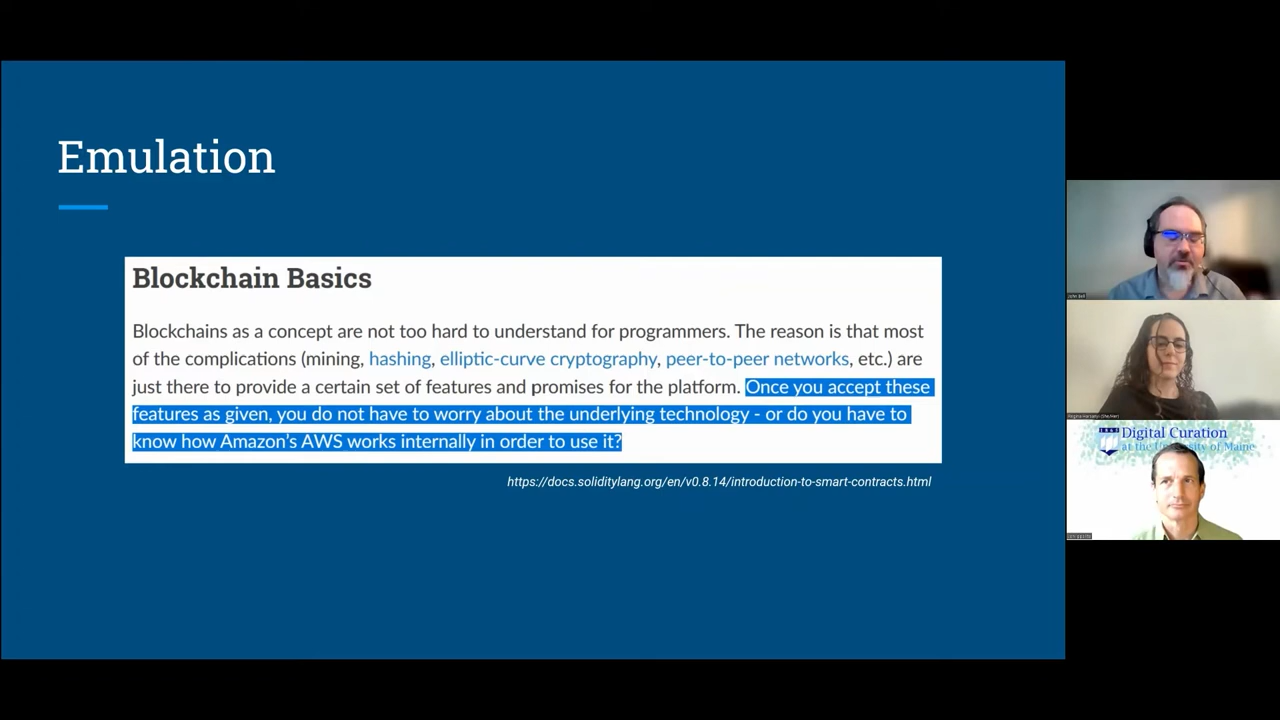 Emulation
Blockchain Basics
Blockchains as a concept are not too hard to understand for programmers. The reason is that most
of the complications (mining, hashing, elliptic-curve cryptography, peer-to-peer networks, etc.) are
just there to provide a certain set of features and promises for the platform. Once you accept these
features as given, you do not have to worry about the underlying technology - or do you have to
know how Amazon's AWS works internally in order to use it?
https://docs.soliditylang.org/en/v0.8.14/introduction-to-smart-contracts.html
John Bell
Digital Curation
at the University of Maine